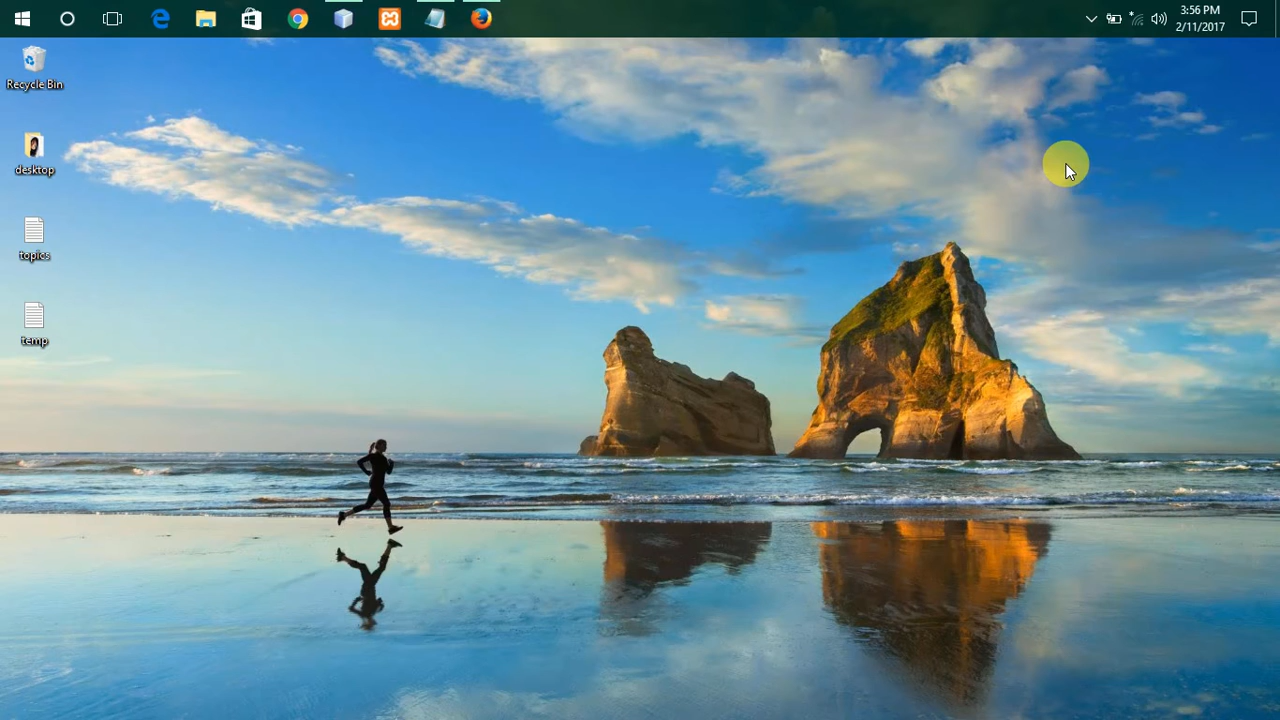 3:56 PM
2/11/2017
Recycle Bin
desktop
topics
temp